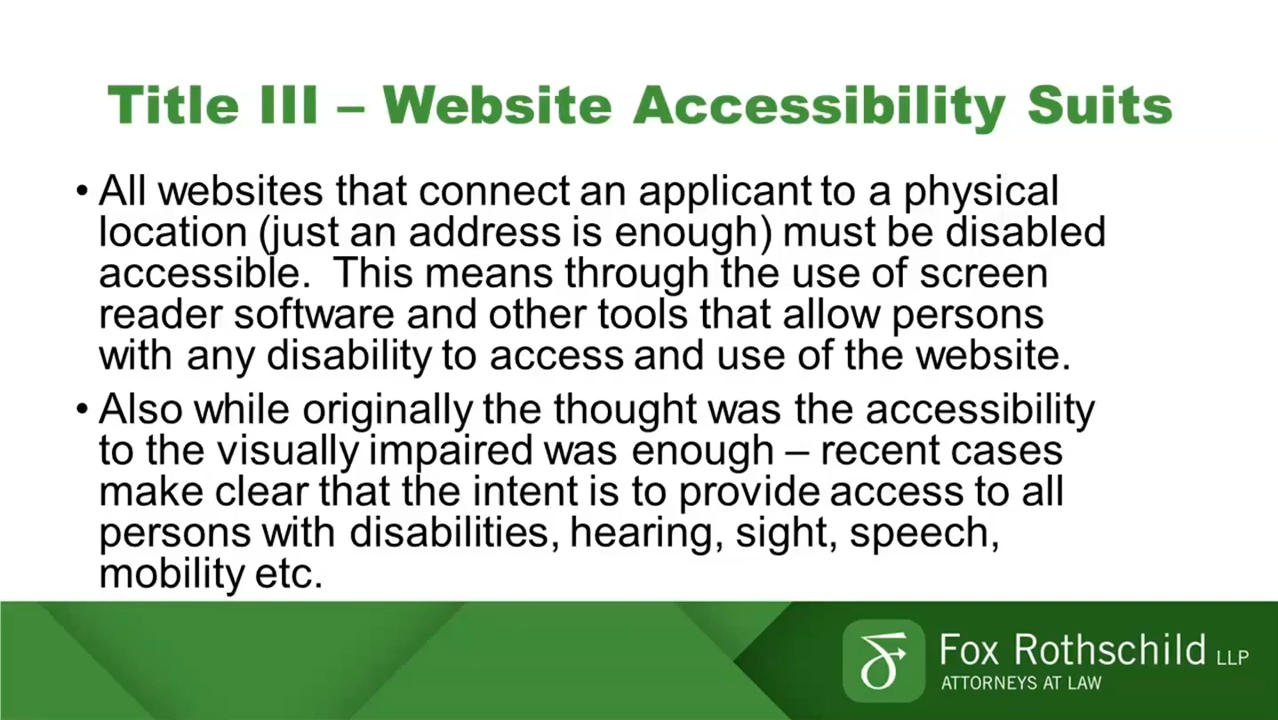 Title III – Website Accessibility Suits
• All websites that connect an applicant to a physical
location (just an address is enough) must be disabled
accessible.  This means through the use of screen
reader software and other tools that allow persons
with any disability to access and use of the website.
• Also while originally the thought was the accessibility
to the visually impaired was enough – recent cases
make clear that the intent is to provide access to all
persons with disabilities, hearing, sight, speech,
mobility etc.
Fox Rothschild LLP
ATTORNEYS AT LAW